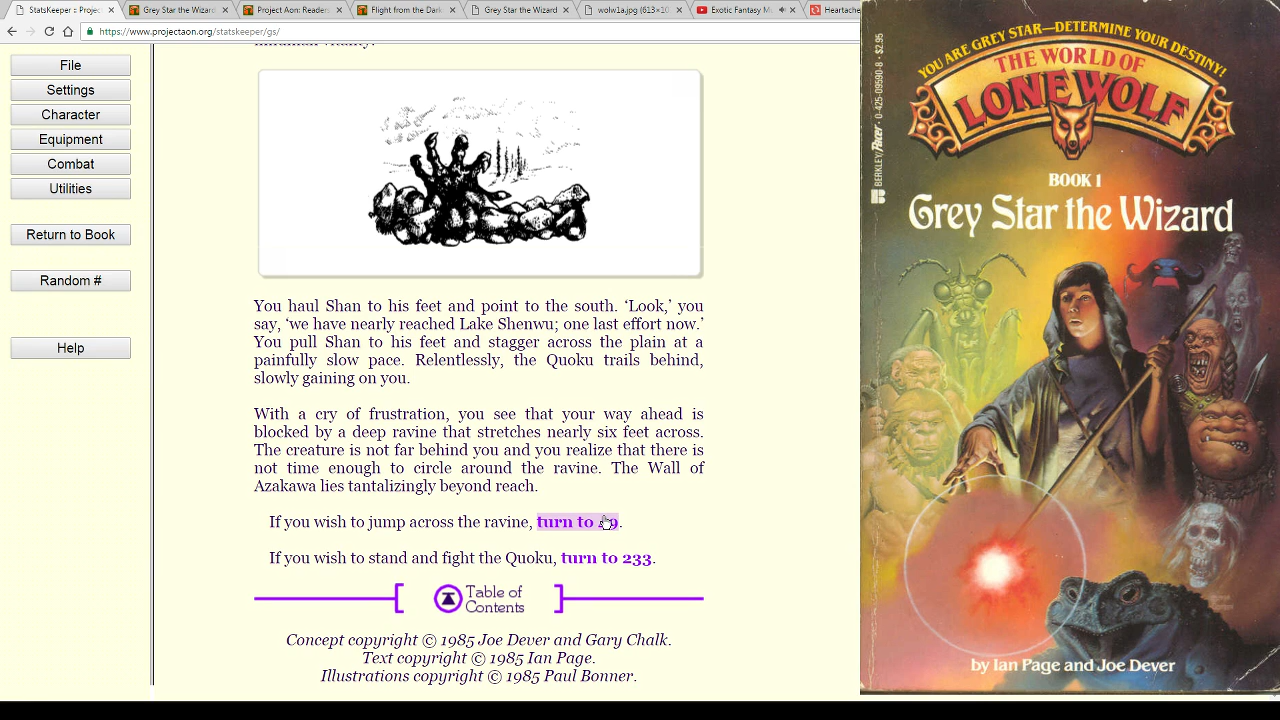 StatsKeeper :: Projec
Grey Star the Wizard
Project Aon: Readers
Flight from the Dark
Grey Star the Wizard
wolw1a.jpg (613×10
Exotic Fantasy Mu
Heartache
https://www.projectaon.org/statskeeper/gs/
File
Settings
Character
Equipment
Combat
Utilities
Return to Book
Random #
Help
You haul Shan to his feet and point to the south. ‘Look,’ you
say, ‘we have nearly reached Lake Shenwu; one last effort now.’
You pull Shan to his feet and stagger across the plain at a
painfully slow pace. Relentlessly, the Quoku trails behind,
slowly gaining on you.
With a cry of frustration, you see that your way ahead is
blocked by a deep ravine that stretches nearly six feet across.
The creature is not far behind you and you realize that there is
not time enough to circle around the ravine. The Wall of
Azakawa lies tantalizingly beyond reach.
If you wish to jump across the ravine, turn to
If you wish to stand and fight the Quoku, turn to 233.
Table of
Contents
Concept copyright © 1985 Joe Dever and Gary Chalk.
Text copyright © 1985 Ian Page.
Illustrations copyright © 1985 Paul Bonner.
YOU ARE GREY STAR—DETERMINE YOUR DESTINY!
THE WORLD OF
LONE WOLF
BOOK 1
Grey Star the Wizard
BERKLEY/Pacer • 0-425-09590-8 • $2.95
by Ian Page and Joe Dever